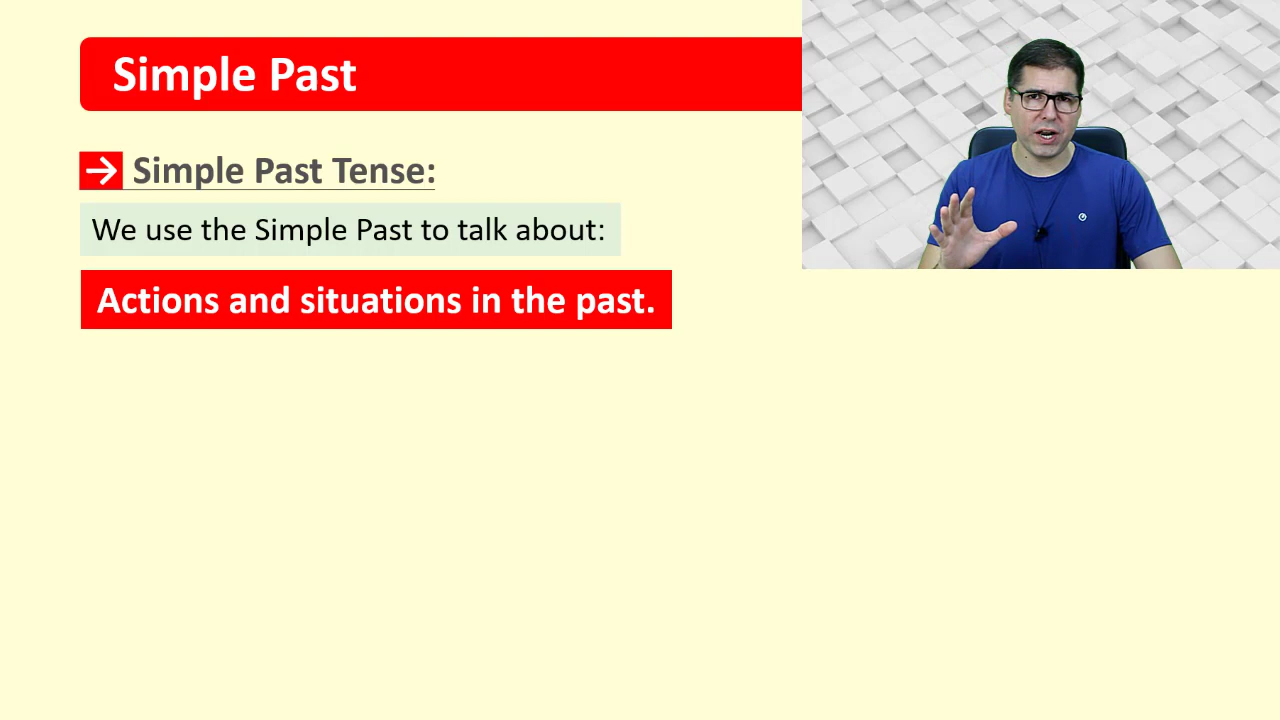 Simple Past
→ Simple Past Tense:
We use the Simple Past to talk about:
Actions and situations in the past.